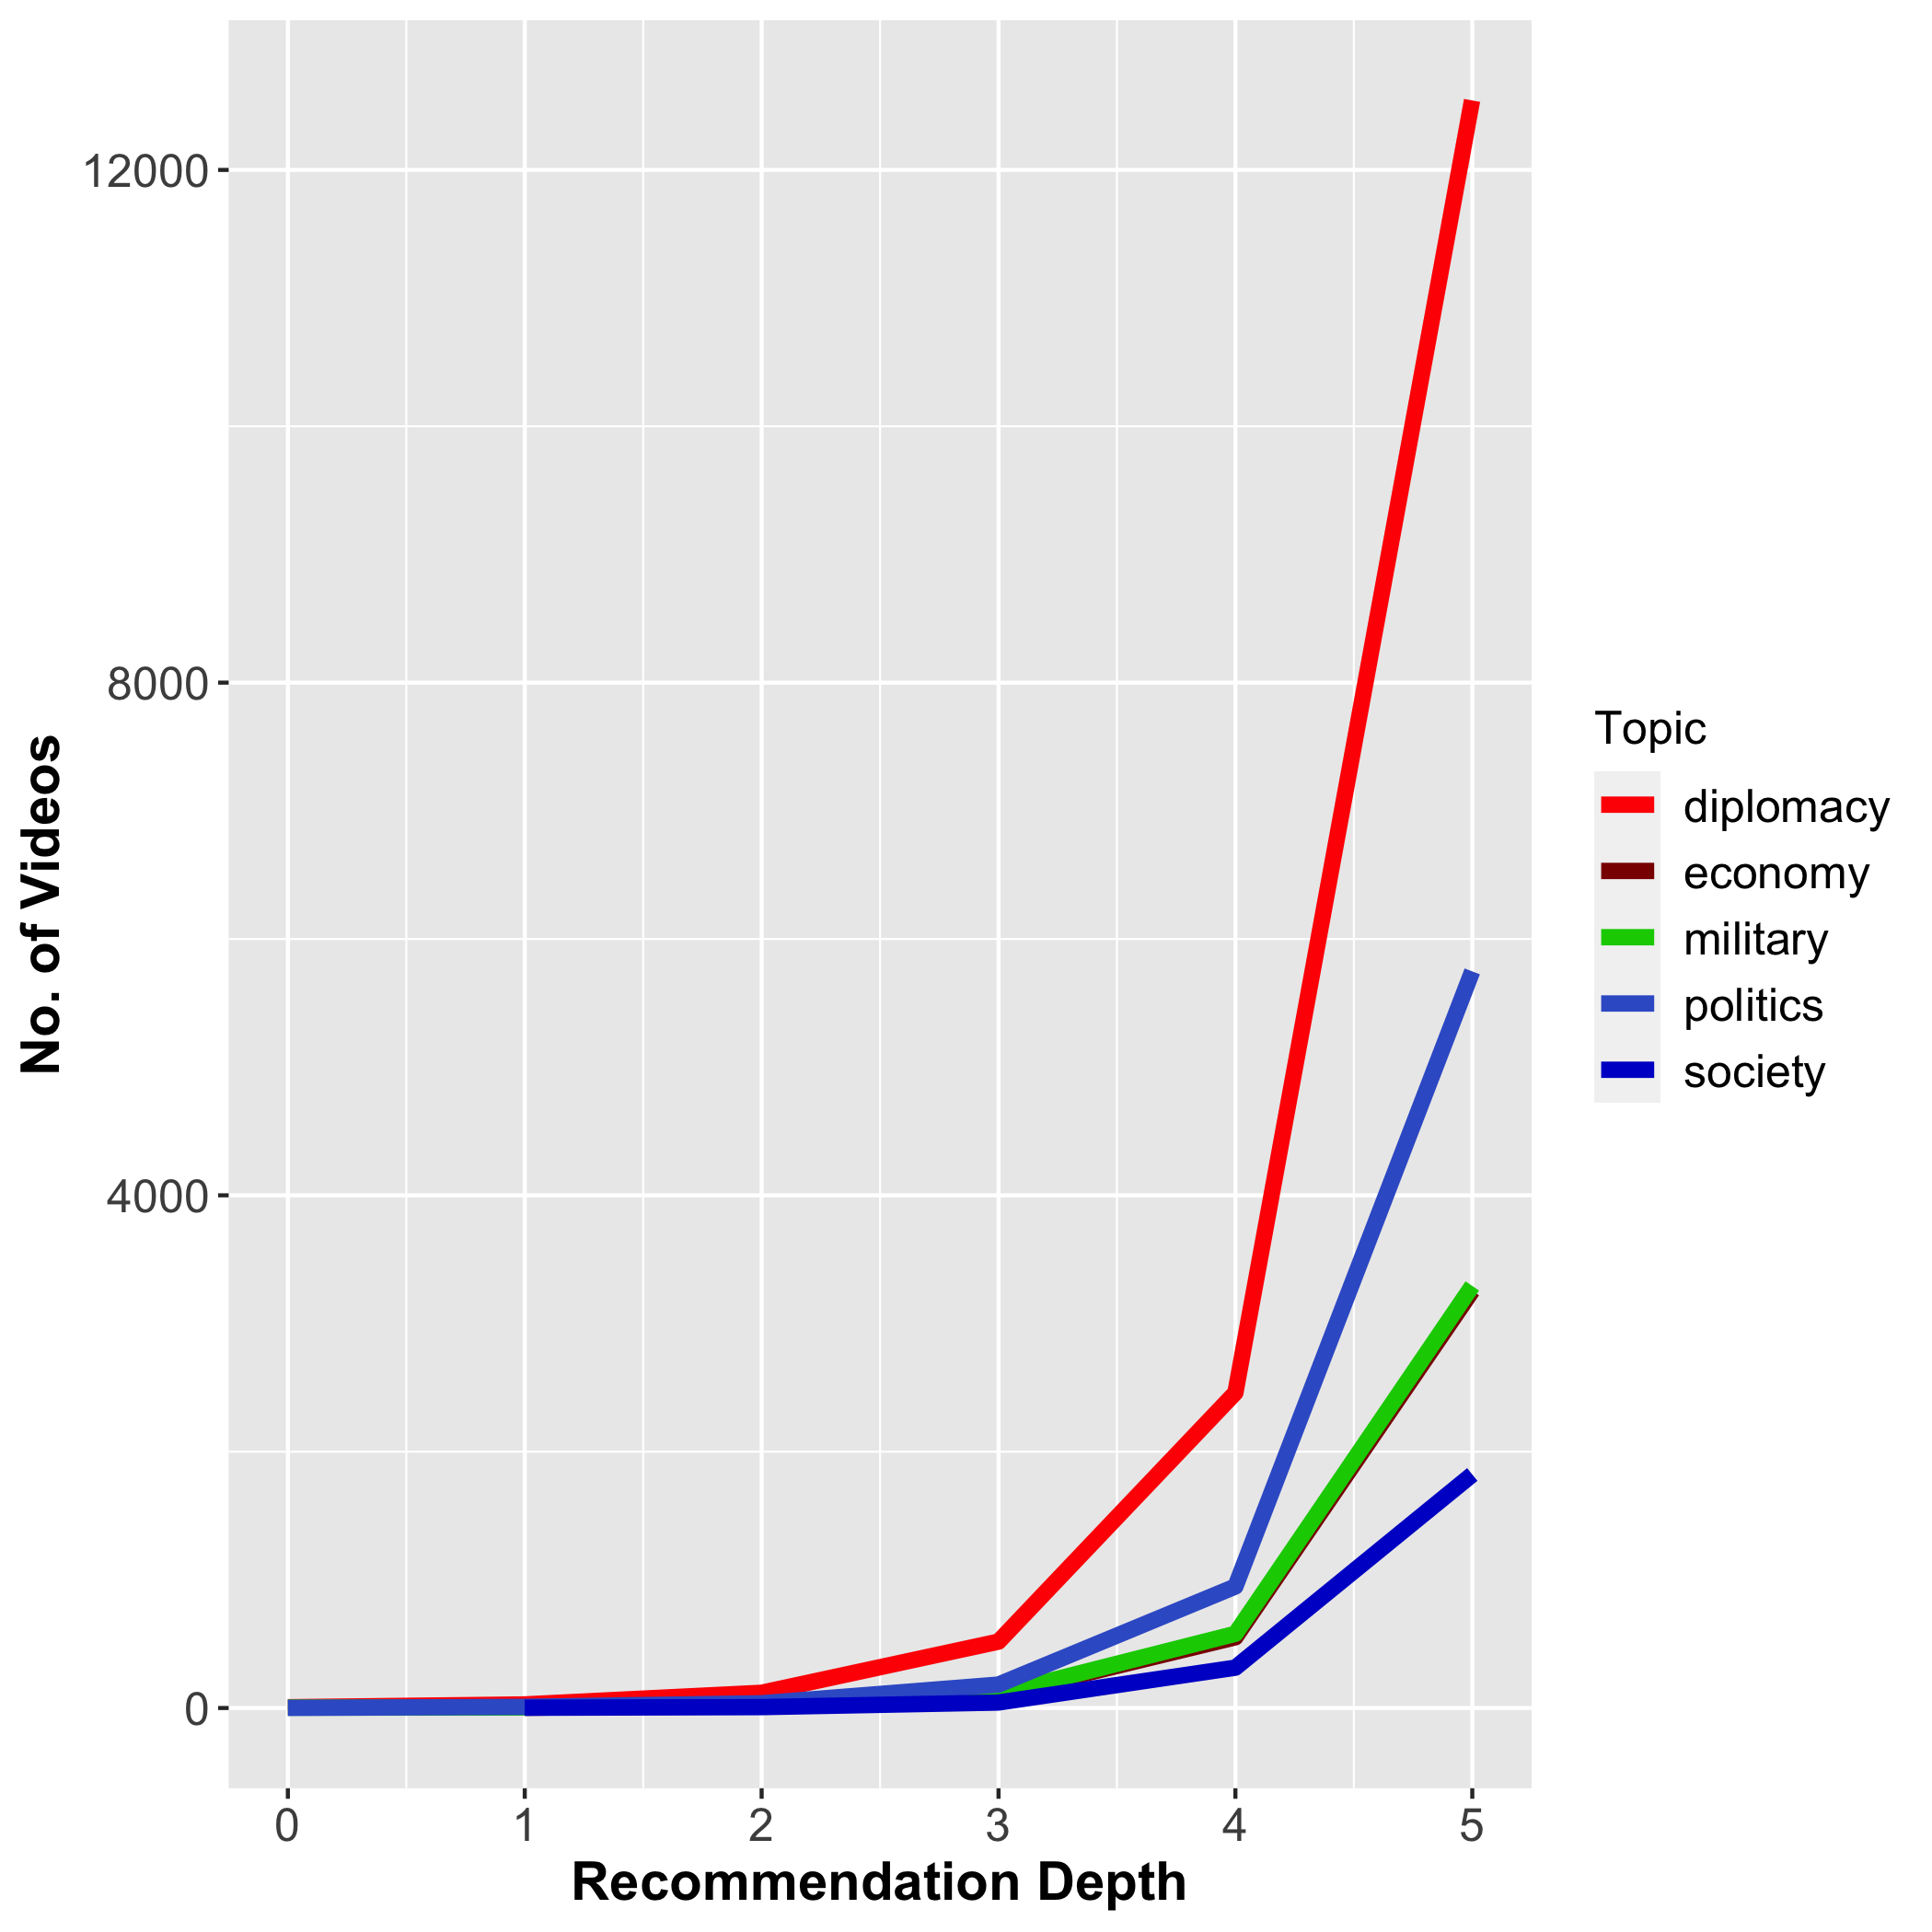 No. of Videos
12000
8000
4000
0
0 1 2 3 4 5
Recommendation Depth
Topic
diplomacy
economy
military
politics
society